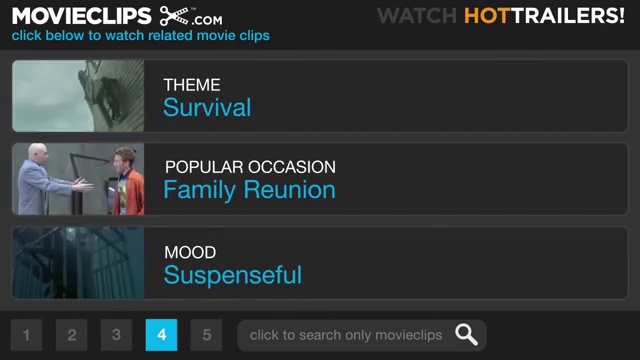 MOVIECLIPS.COM
WATCH HOTTRAILERS!
click below to watch related movie clips
THEME
Survival
POPULAR OCCASION
Family Reunion
MOOD
Suspenseful
1 2 3 4 5 click to search only movieclips